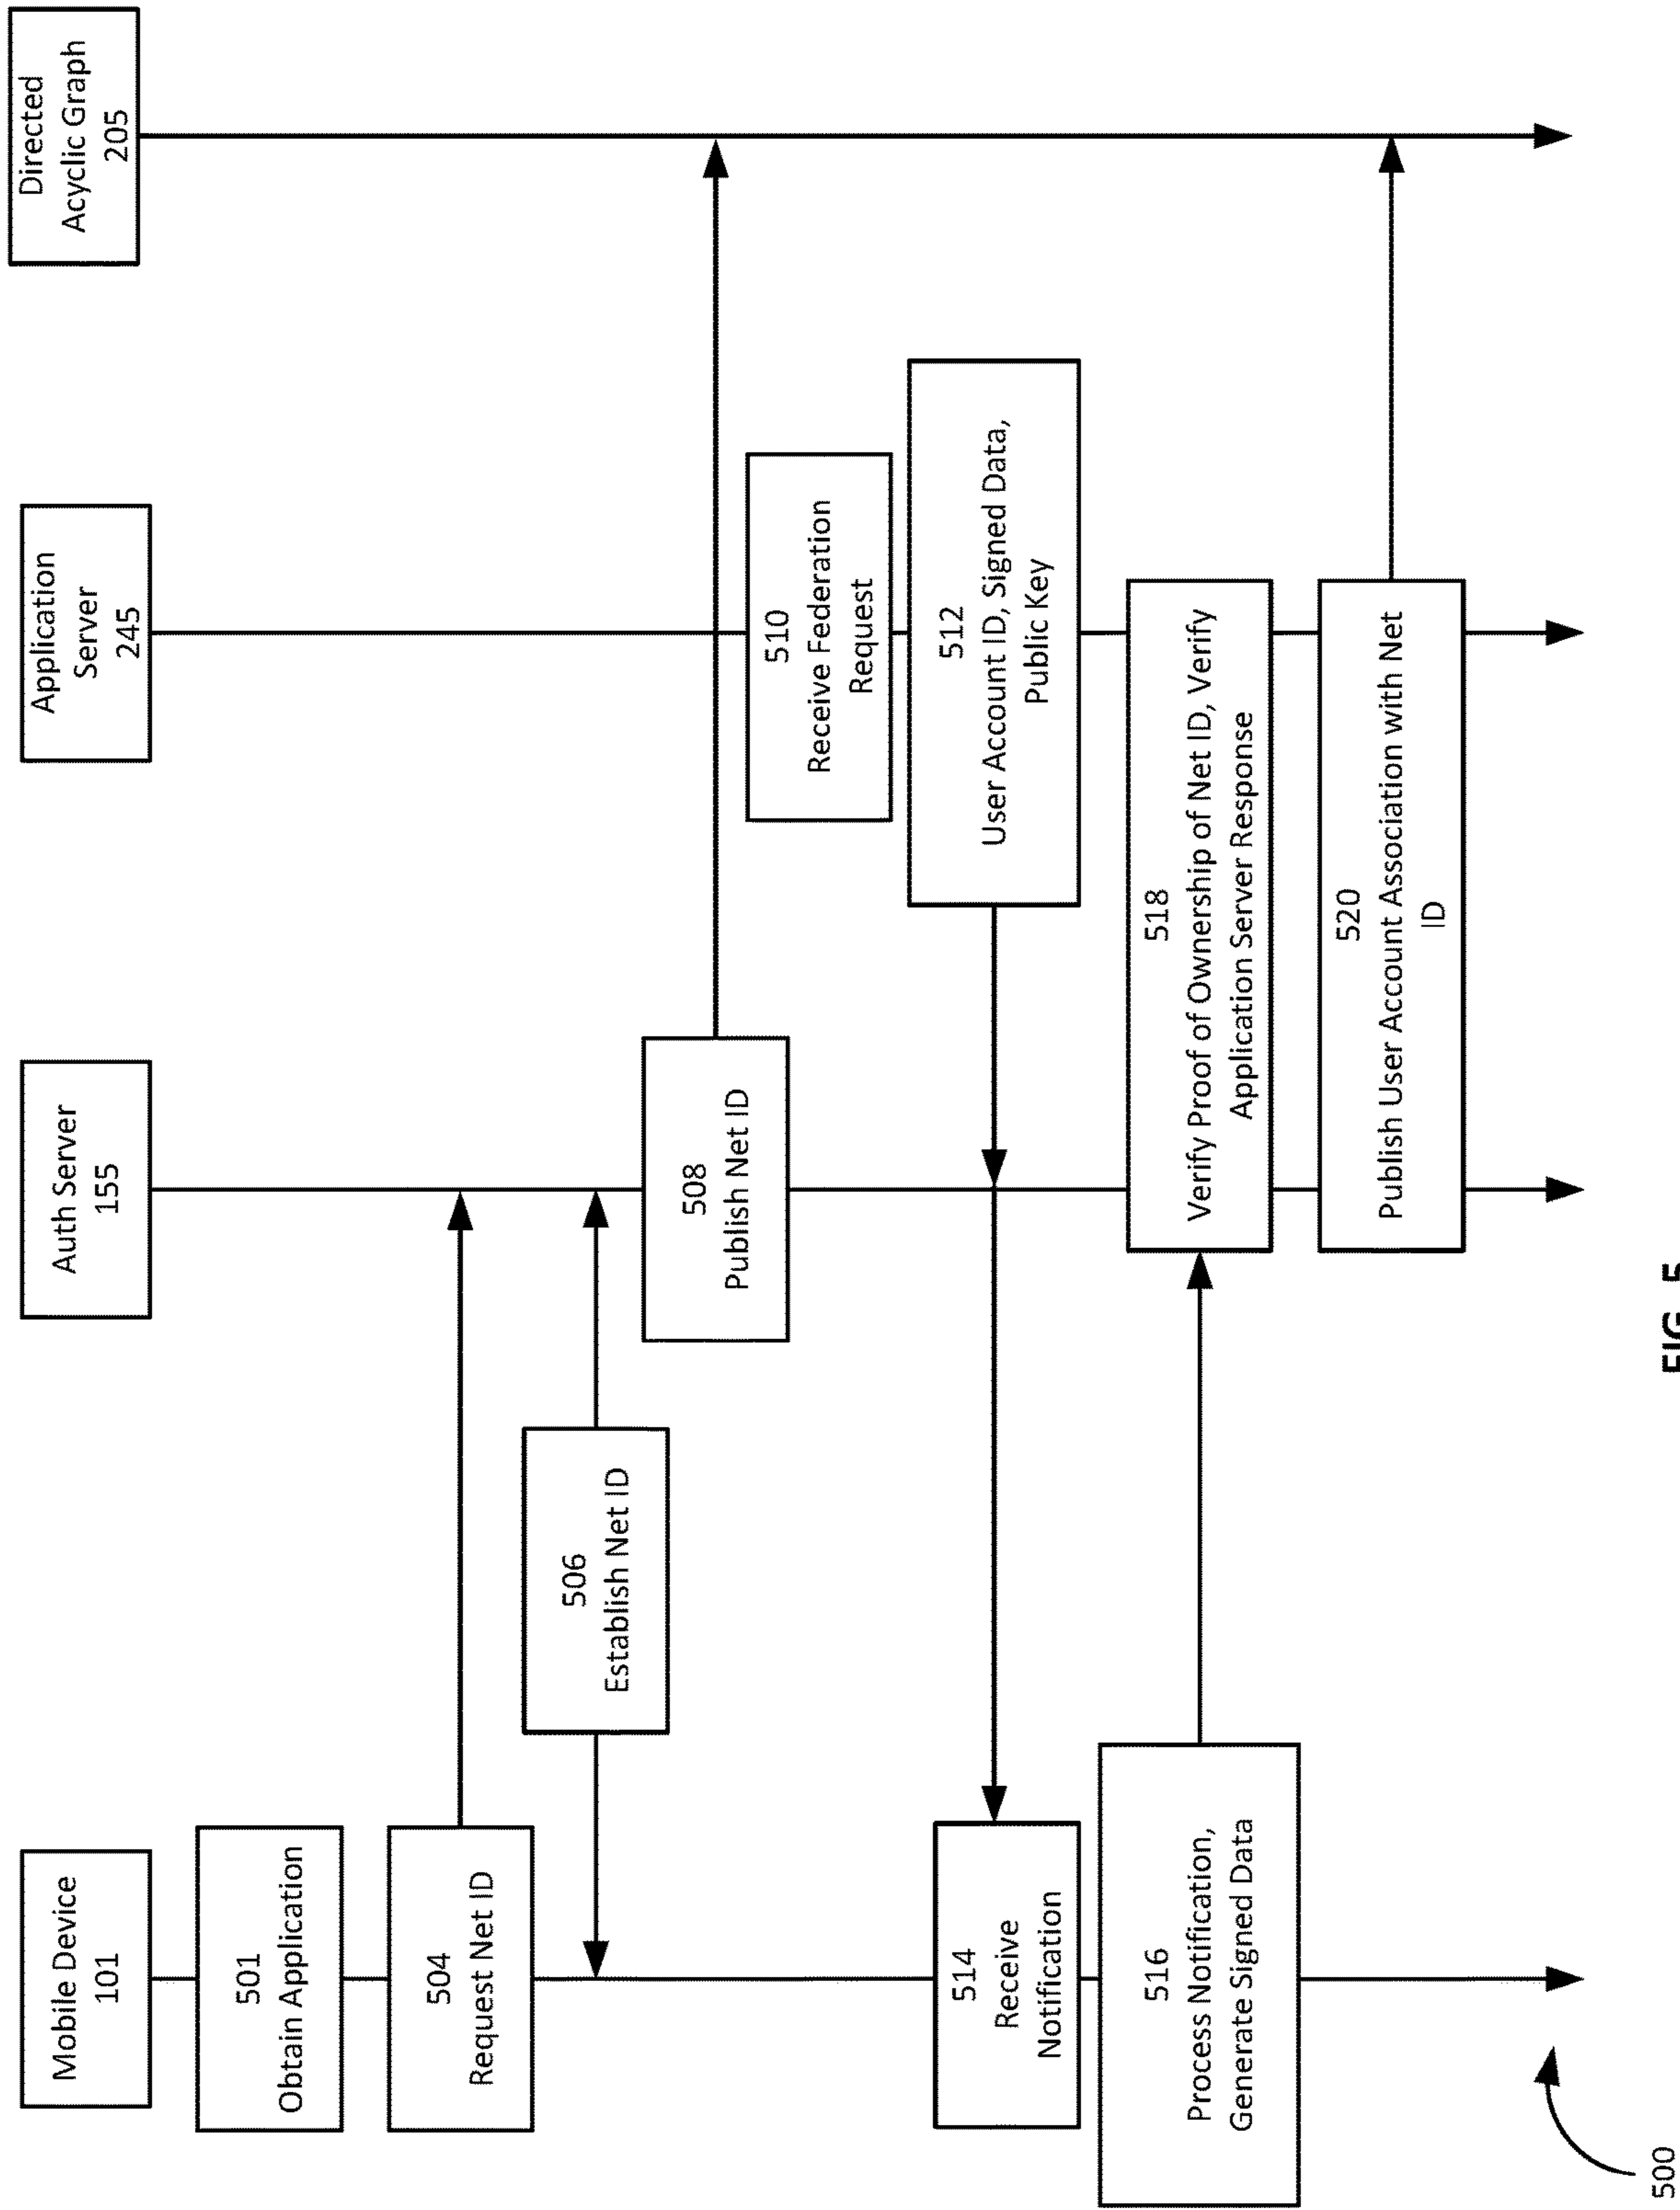 Mobile Device
101
Auth Server
155
Application
Server
245
Directed
Acyclic Graph
205
501
Obtain Application
504
Request Net ID
506
Establish Net ID
508
Publish Net ID
510
Receive Federation
Request
512
User Account ID, Signed Data,
Public Key
514
Receive
Notification
516
Process Notification,
Generate Signed Data
518
Verify Proof of Ownership of Net ID, Verify
Application Server Response
520
Publish User Account Association with Net
ID
500
FIG. 5